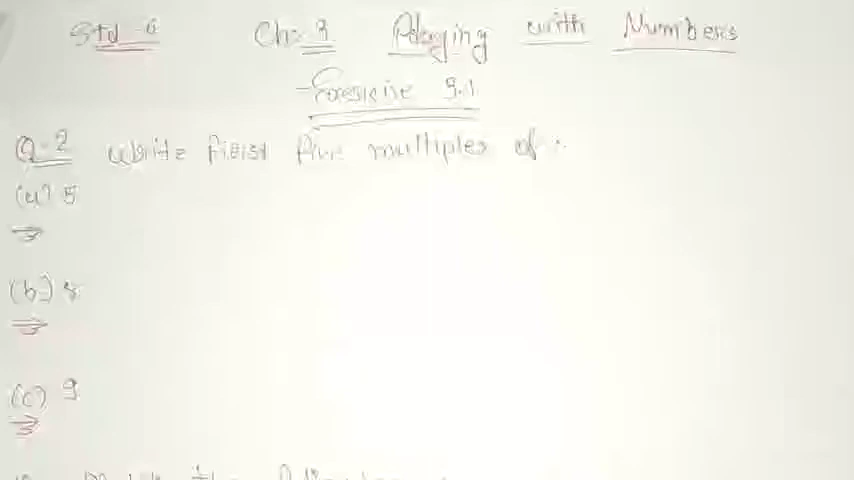 Std-6 Ch:-3 Playing with Numbers
Exercise 3.1
Q-2 Write first five multiples of :
(a) 5
⇒
(b) 8
⇒
(c) 9
⇒
the